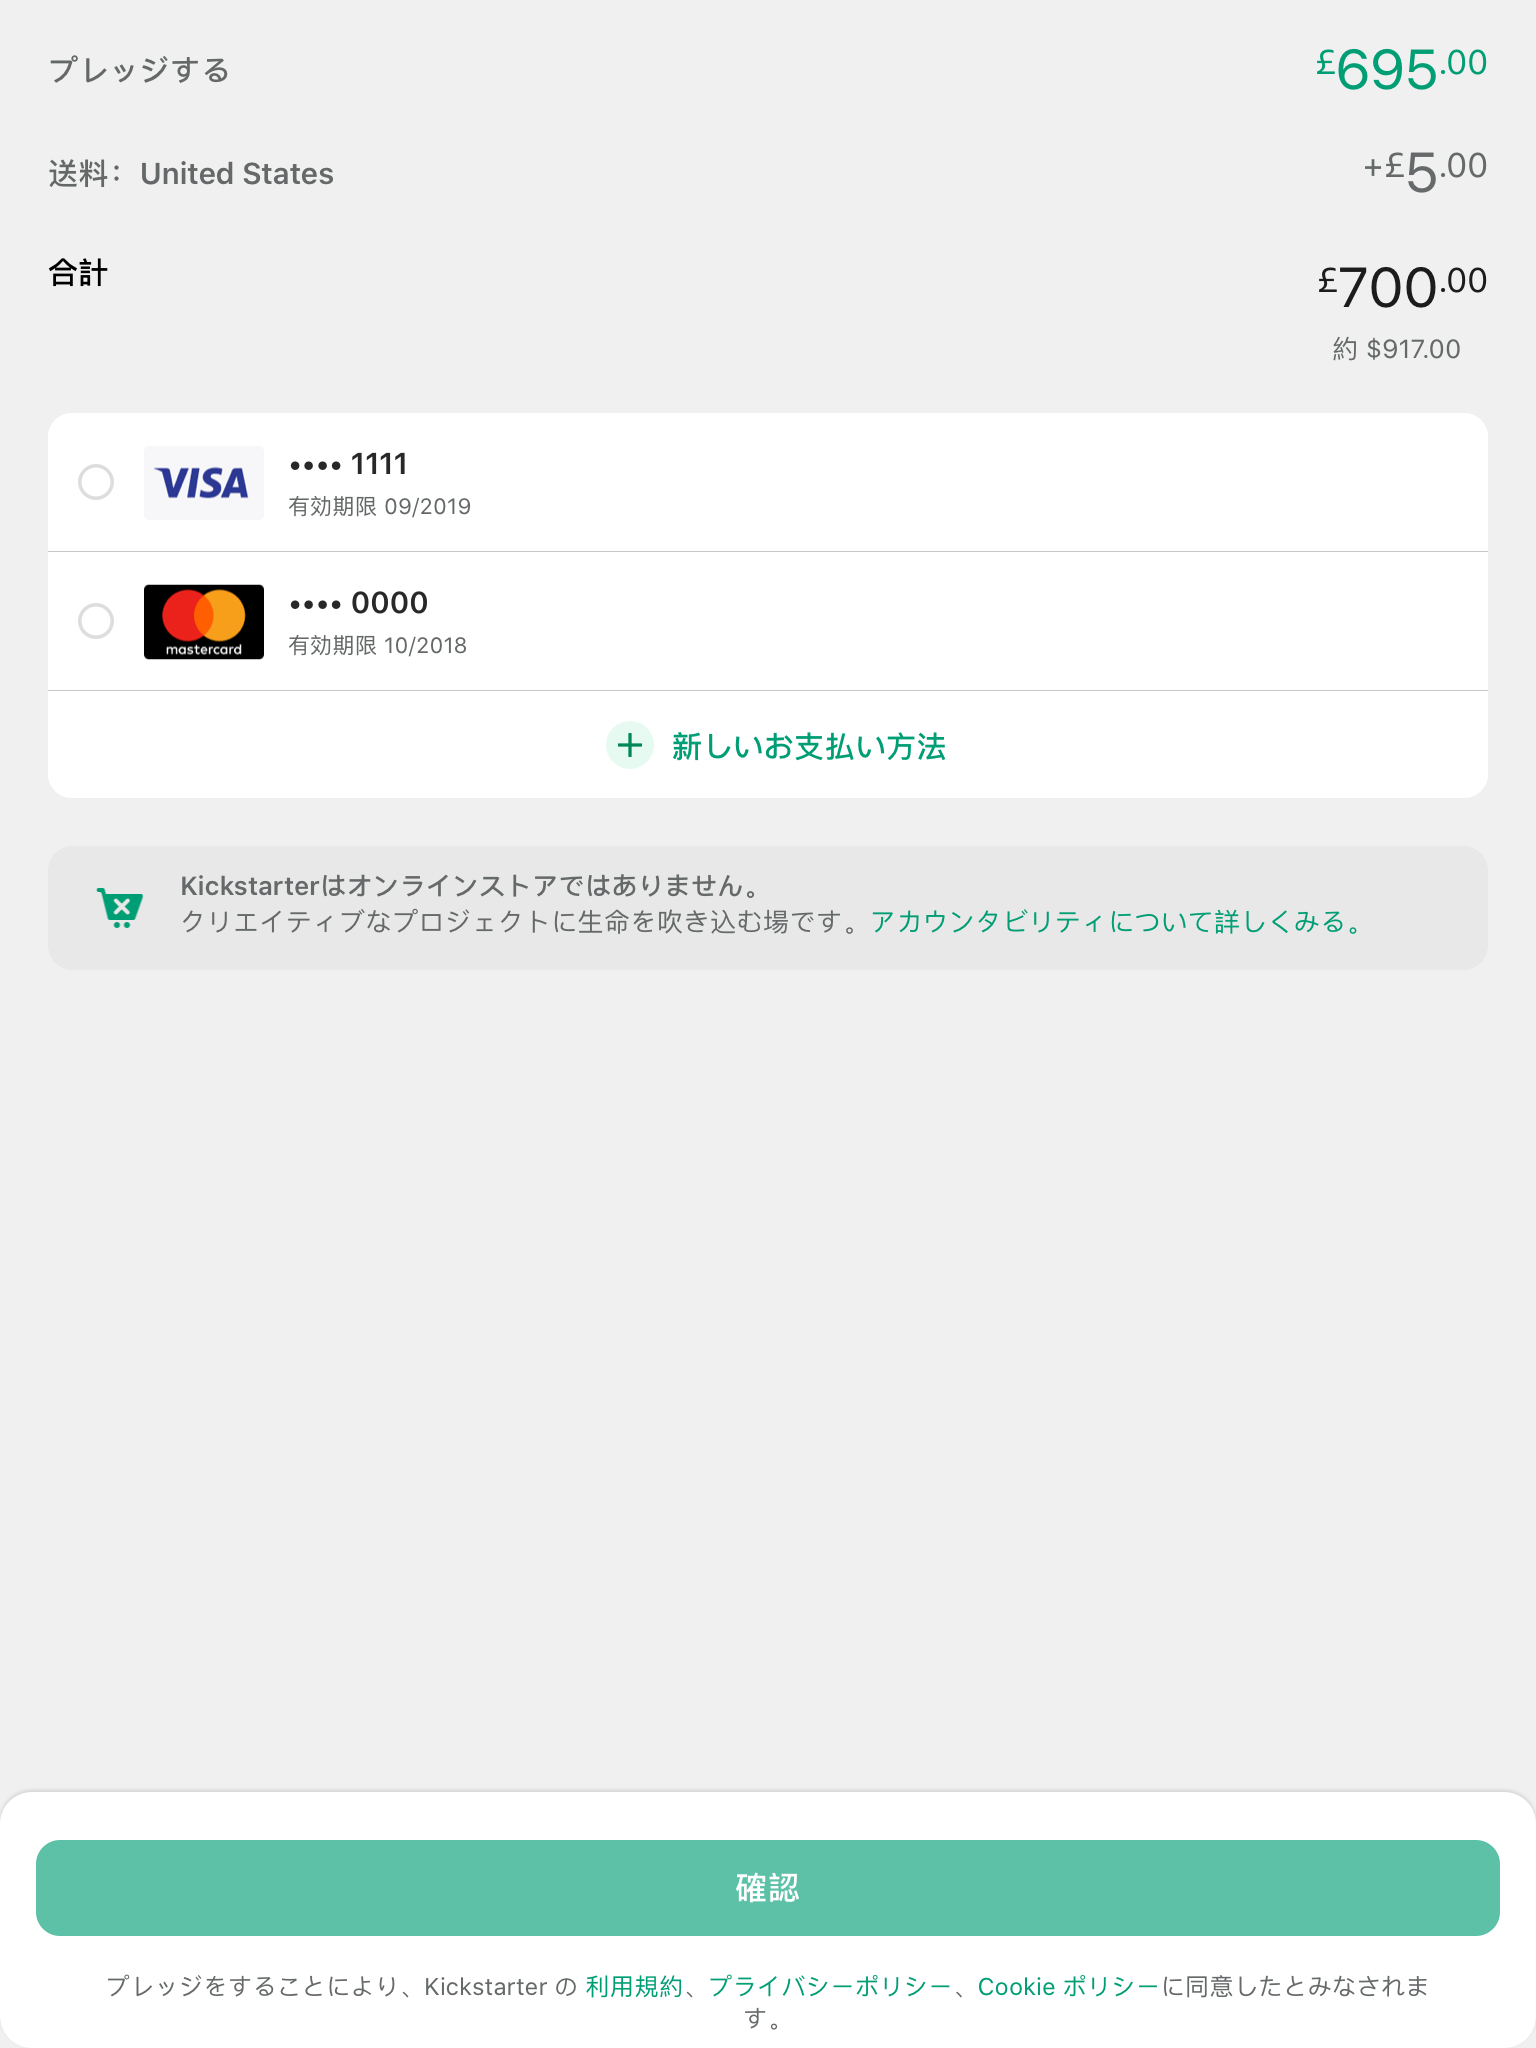 プレッジする £695.00
送料： United States +£5.00
合計 £700.00
約 $917.00
VISA •••• 1111
有効期限 09/2019
mastercard •••• 0000
有効期限 10/2018
新しいお支払い方法
Kickstarterはオンラインストアではありません。
クリエイティブなプロジェクトに生命を吹き込む場です。アカウンタビリティについて詳しくみる。
確認
プレッジをすることにより、Kickstarter の 利用規約、プライバシーポリシー、Cookie ポリシーに同意したとみなされま
す。